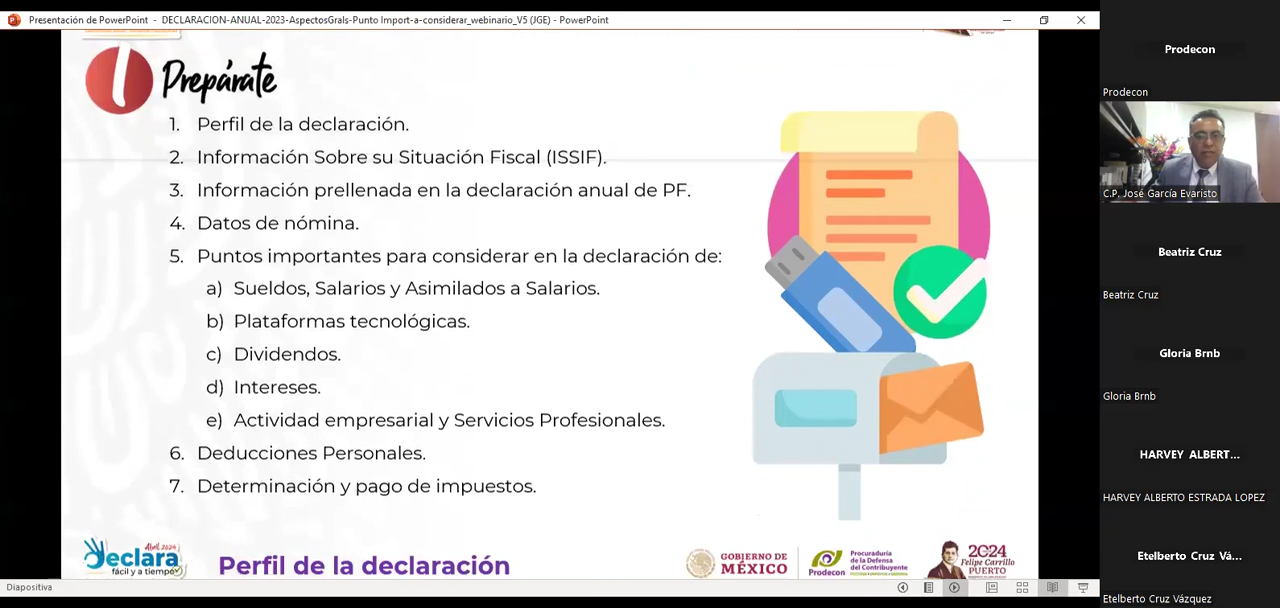 Presentación de PowerPoint - DECLARACION-ANUAL-2023-AspectosGrals-Punto Import-a-considerar_webinario_V5 (JGE) - PowerPoint
Prepárate
1. Perfil de la declaración.
2. Información Sobre su Situación Fiscal (ISSIF).
3. Información prellenada en la declaración anual de PF.
4. Datos de nómina.
5. Puntos importantes para considerar en la declaración de:
a) Sueldos, Salarios y Asimilados a Salarios.
b) Plataformas tecnológicas.
c) Dividendos.
d) Intereses.
e) Actividad empresarial y Servicios Profesionales.
6. Deducciones Personales.
7. Determinación y pago de impuestos.
Abril 2024
Declara
fácil y a tiempo
Perfil de la declaración
GOBIERNO DE
MÉXICO
Prodecon
Procuraduría
de la Defensa
del Contribuyente
2024
Felipe Carrillo
PUERTO
Diapositiva
Prodecon
Prodecon
C.P. José García Evaristo
Beatriz Cruz
Beatriz Cruz
Gloria Brnb
Gloria Brnb
HARVEY ALBERT...
HARVEY ALBERTO ESTRADA LOPEZ
Etelberto Cruz Vá...
Etelberto Cruz Vázquez